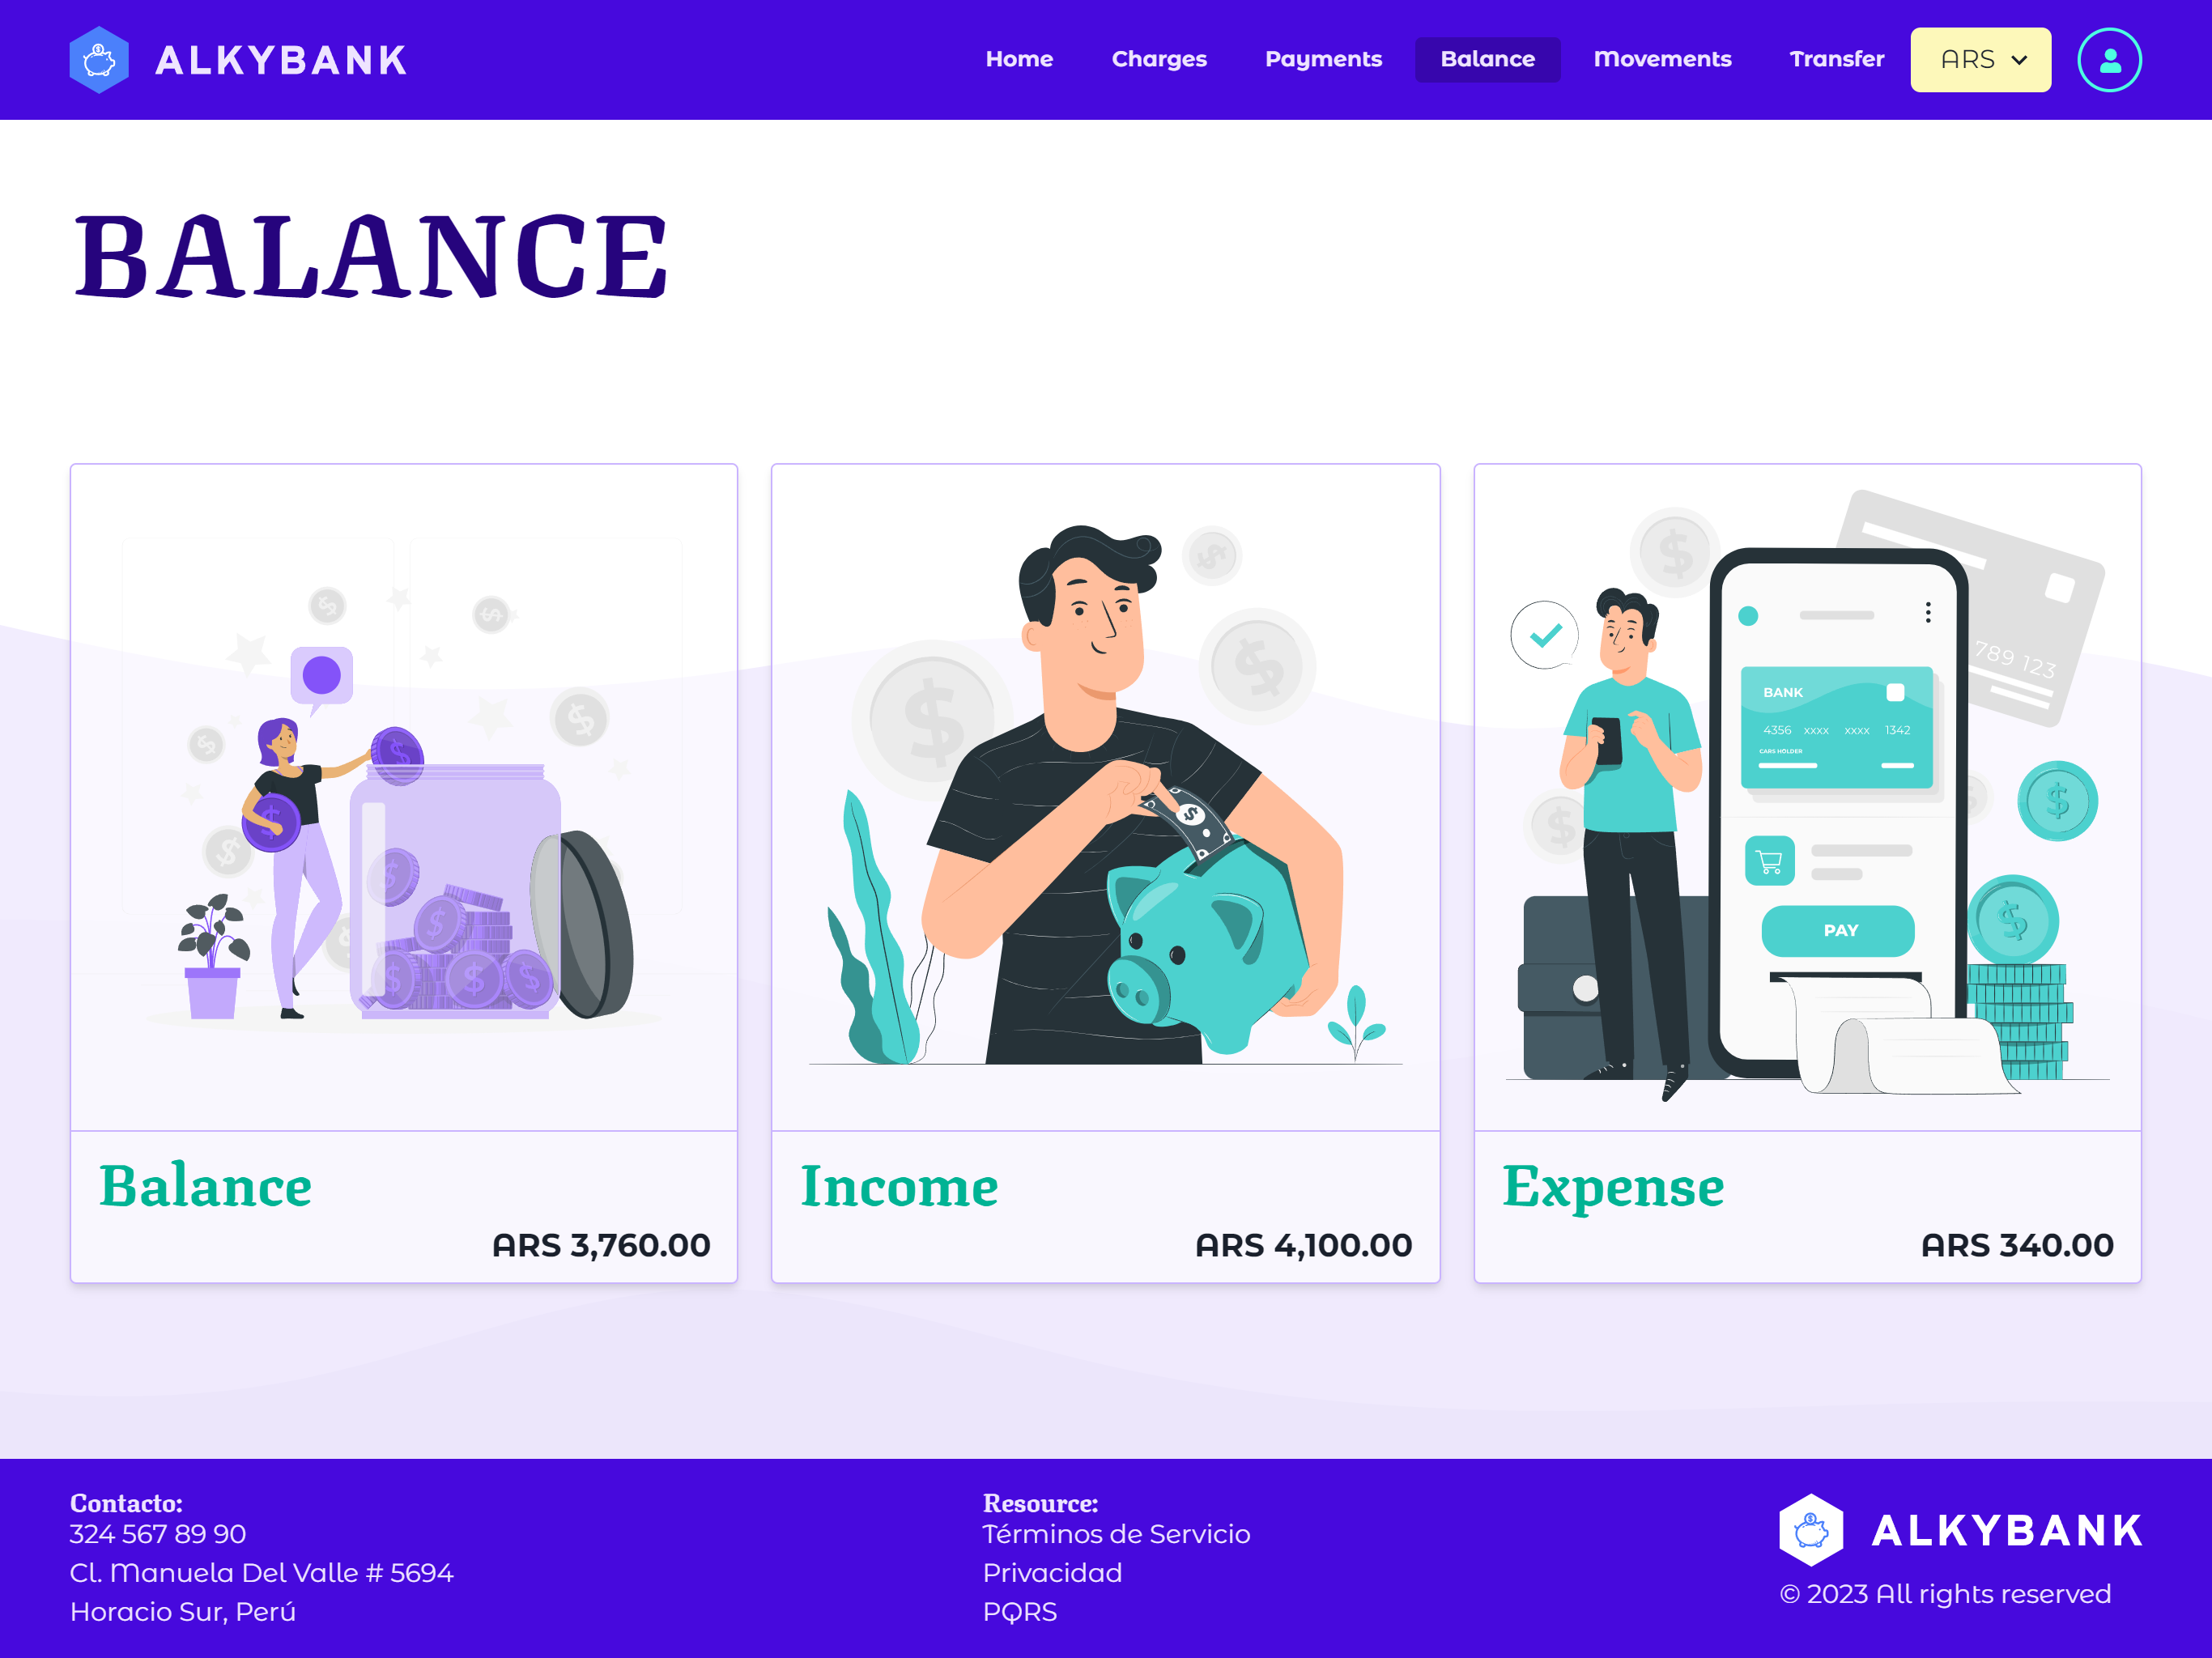 ALKYBANK
Home Charges Payments Balance Movements Transfer ARS
BALANCE
789 123
BANK
4356 xxxx xxxx 1342
CARS HOLDER
PAY
Balance
ARS 3,760.00
Income
ARS 4,100.00
Expense
ARS 340.00
Contacto:
324 567 89 90
Cl. Manuela Del Valle # 5694
Horacio Sur, Perú
Resource:
Términos de Servicio
Privacidad
PQRS
ALKYBANK
© 2023 All rights reserved